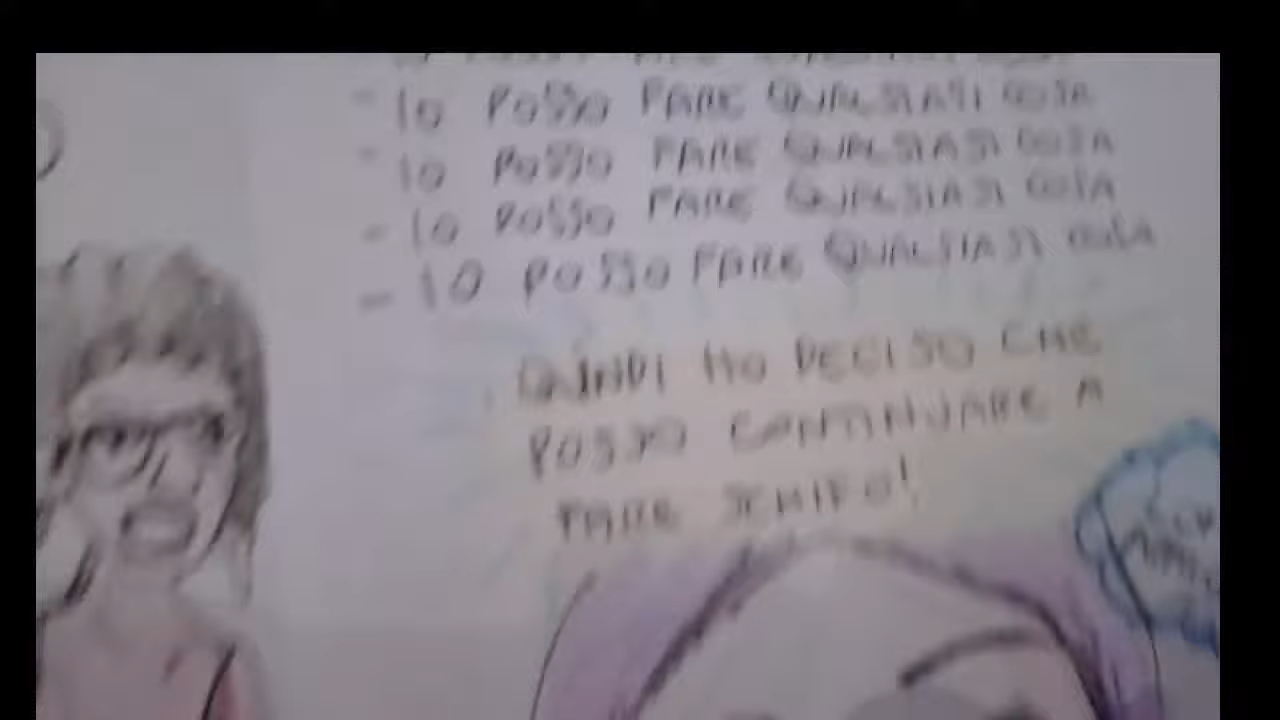 - IO POSSO FARE QUALSIASI COSA
- IO POSSO FARE QUALSIASI COSA
- IO POSSO FARE QUALSIASI COSA
- IO POSSO FARE QUALSIASI COSA
QUINDI HO DECISO CHE
POSSO CONTINUARE A
FARE SCHIFO!